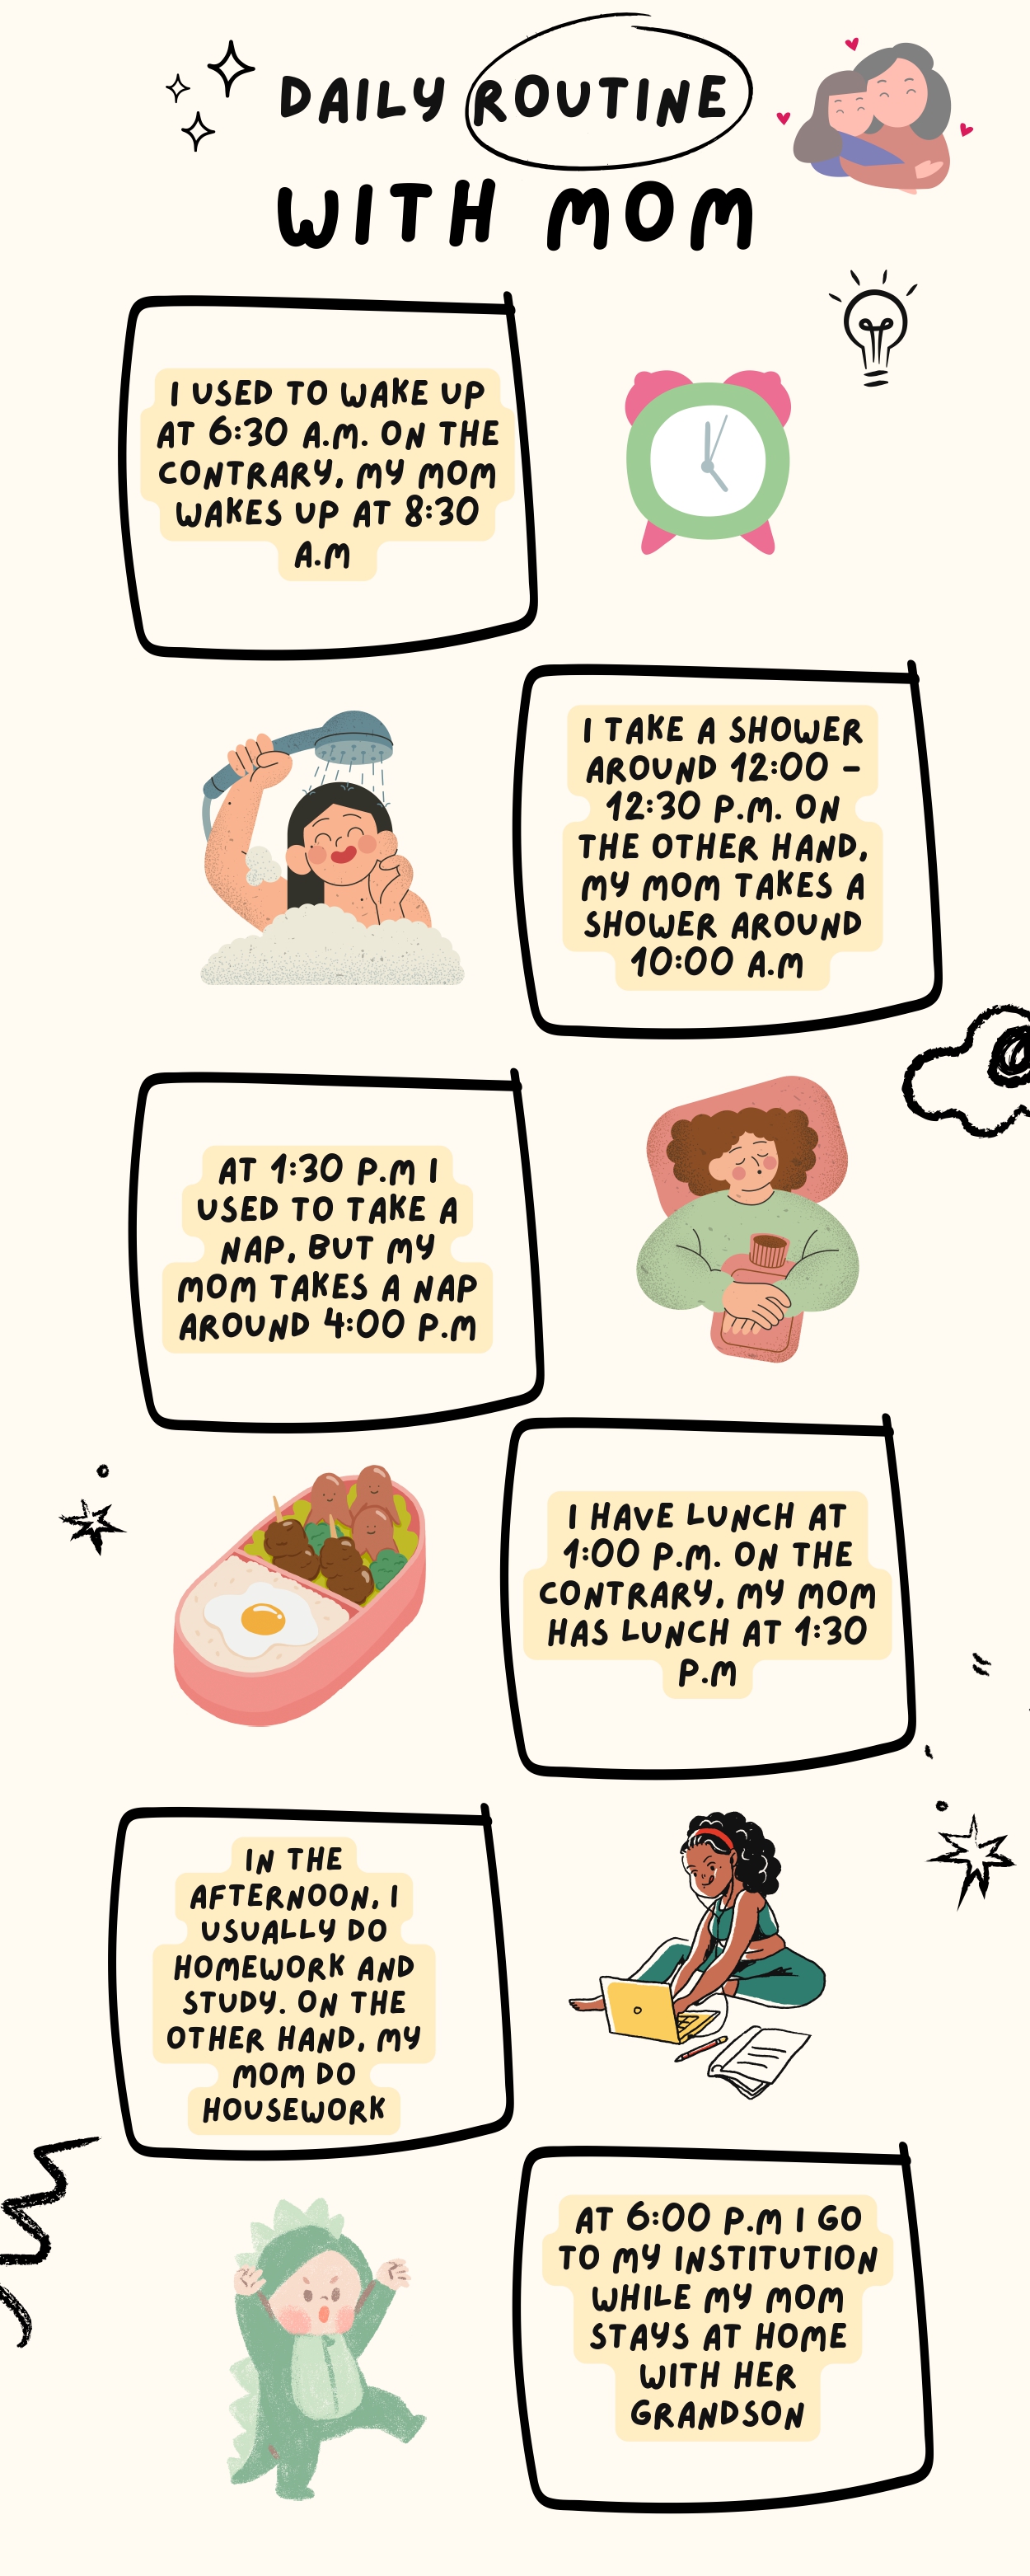 DAILY ROUTINE
WITH MOM
I USED TO WAKE UP
AT 6:30 A.M. ON THE
CONTRARY, MY MOM
WAKES UP AT 8:30
A.M
I TAKE A SHOWER
AROUND 12:00 -
12:30 P.M. ON
THE OTHER HAND,
MY MOM TAKES A
SHOWER AROUND
10:00 A.M
AT 1:30 P.M I
USED TO TAKE A
NAP, BUT MY
MOM TAKES A NAP
AROUND 4:00 P.M
I HAVE LUNCH AT
1:00 P.M. ON THE
CONTRARY, MY MOM
HAS LUNCH AT 1:30
P.M
IN THE
AFTERNOON, I
USUALLY DO
HOMEWORK AND
STUDY. ON THE
OTHER HAND, MY
MOM DO
HOUSEWORK
AT 6:00 P.M I GO
TO MY INSTITUTION
WHILE MY MOM
STAYS AT HOME
WITH HER
GRANDSON